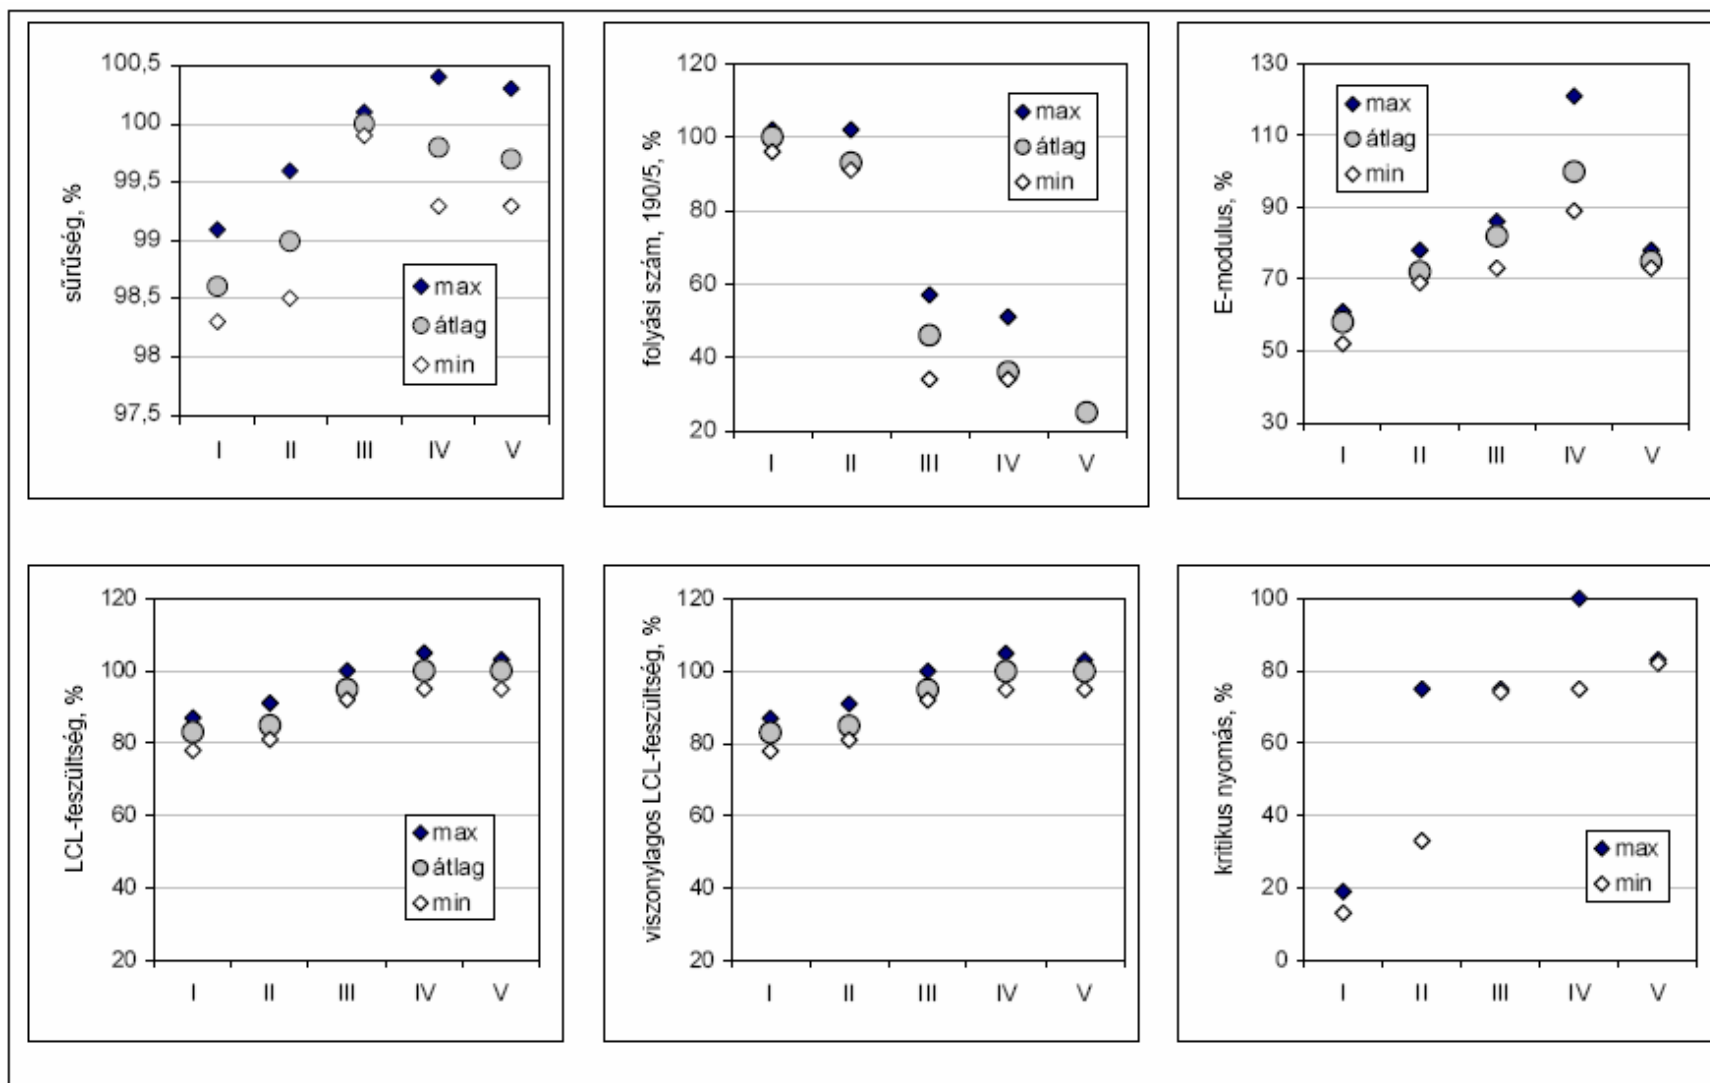 sűrűség, %
100,5
100
99,5
99
98,5
98
97,5
I II III IV V
max
átlag
min
folyási szám, 190/5, %
120
100
80
60
40
20
I II III IV V
max
átlag
min
E-modulus, %
130
110
90
70
50
30
I II III IV V
max
átlag
min
LCL-feszültség, %
120
100
80
60
40
20
I II III IV V
max
átlag
min
viszonylagos LCL-feszültség, %
120
100
80
60
40
20
I II III IV V
kritikus nyomás, %
100
80
60
40
20
0
I II III IV V
max
min